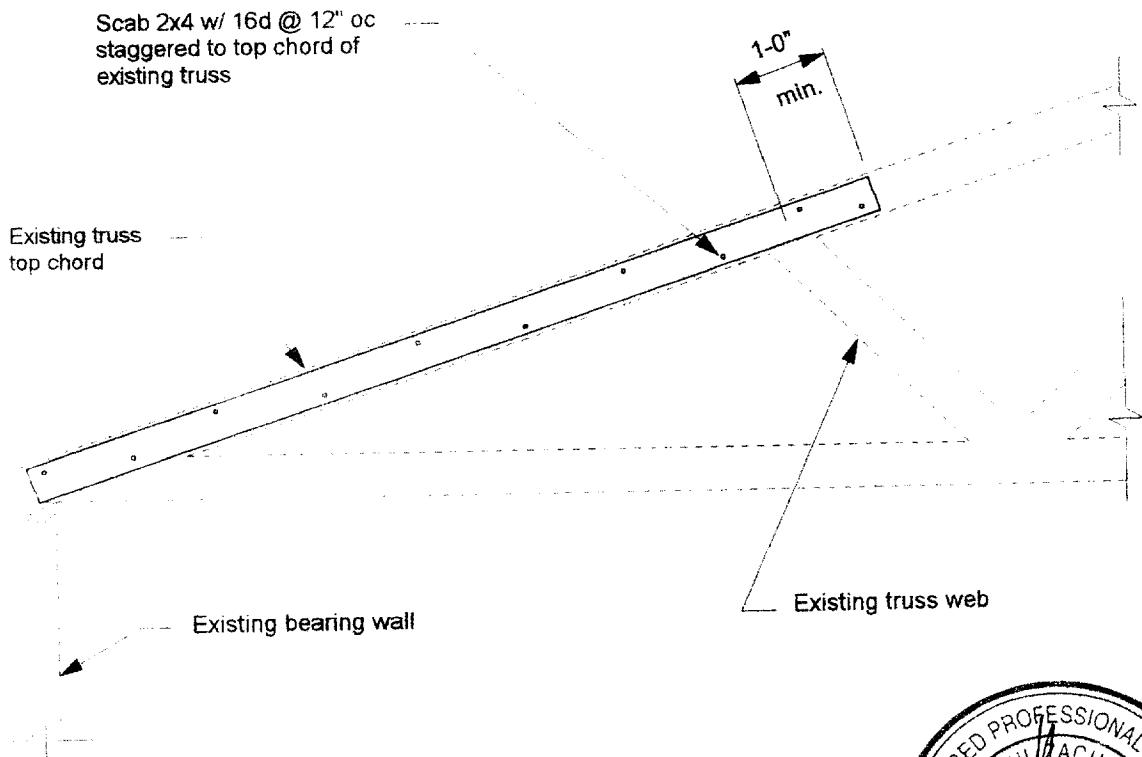 Scab 2x4 w/ 16d @ 12" oc
staggered to top chord of
existing truss
1-0"
min.
Existing truss
top chord
Existing bearing wall
Existing truss web
PROFESSIONAL